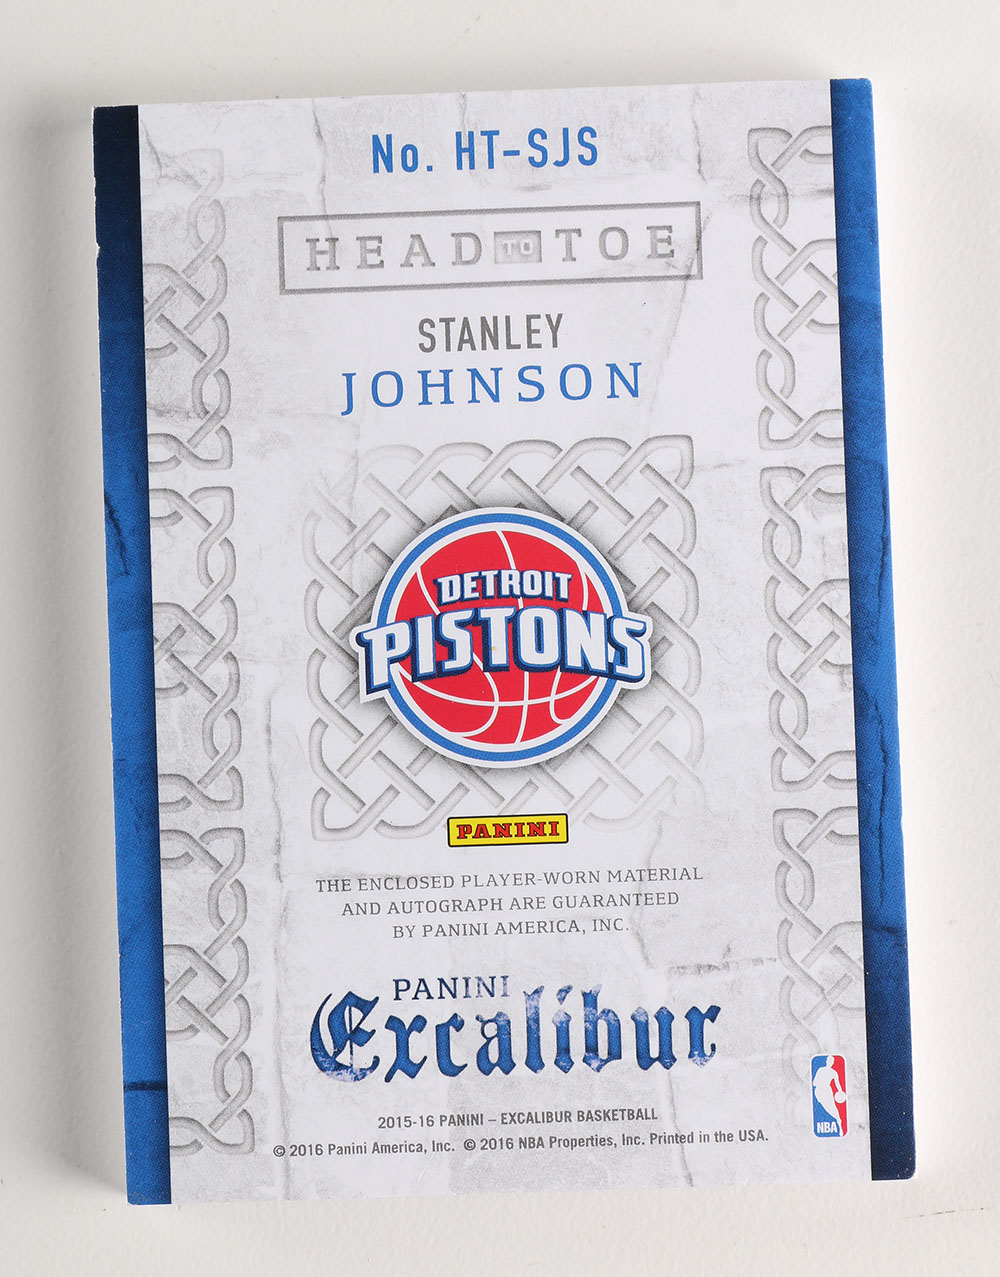 No. HT-SJS
HEAD TO TOE
STANLEY
JOHNSON
DETROIT
PISTONS
PANINI
THE ENCLOSED PLAYER-WORN MATERIAL
AND AUTOGRAPH ARE GUARANTEED
BY PANINI AMERICA, INC.
PANINI
Excalibur
2015-16 PANINI – EXCALIBUR BASKETBALL
© 2016 Panini America, Inc. © 2016 NBA Properties, Inc. Printed in the USA.
NBA